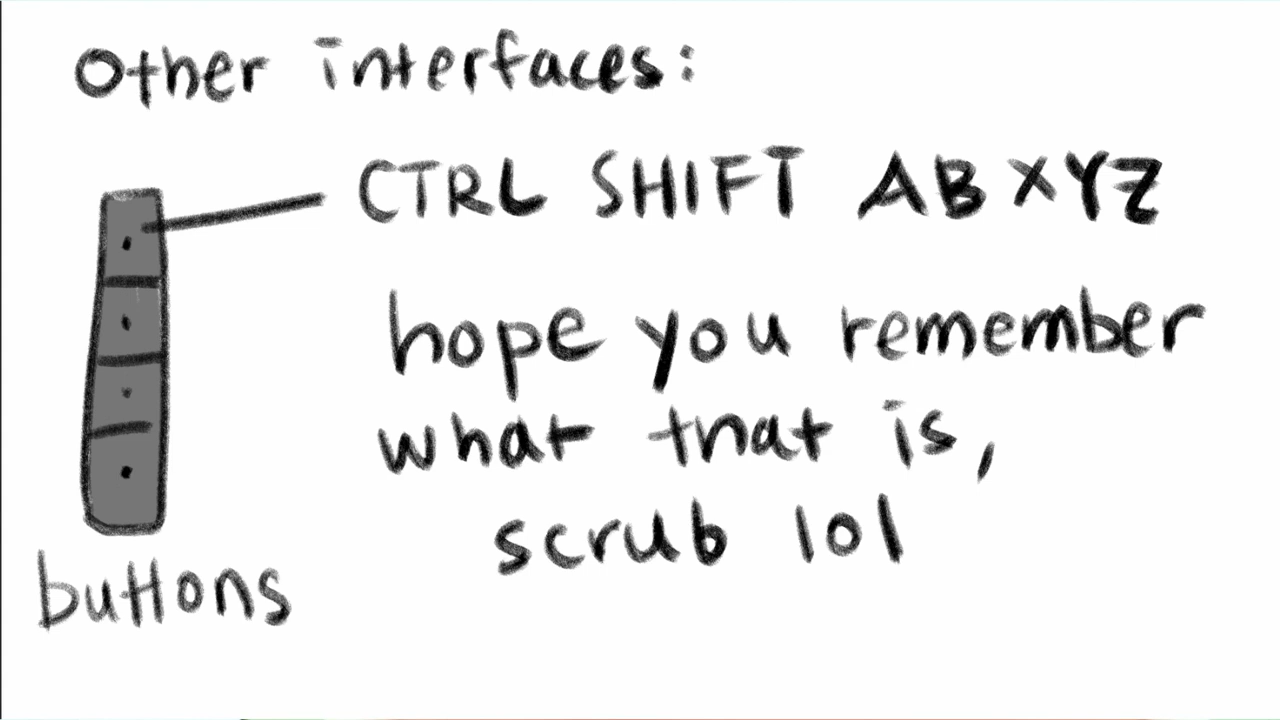 Other interfaces:
CTRL SHIFT ABXYZ
hope you remember
what that is,
scrub lol
buttons